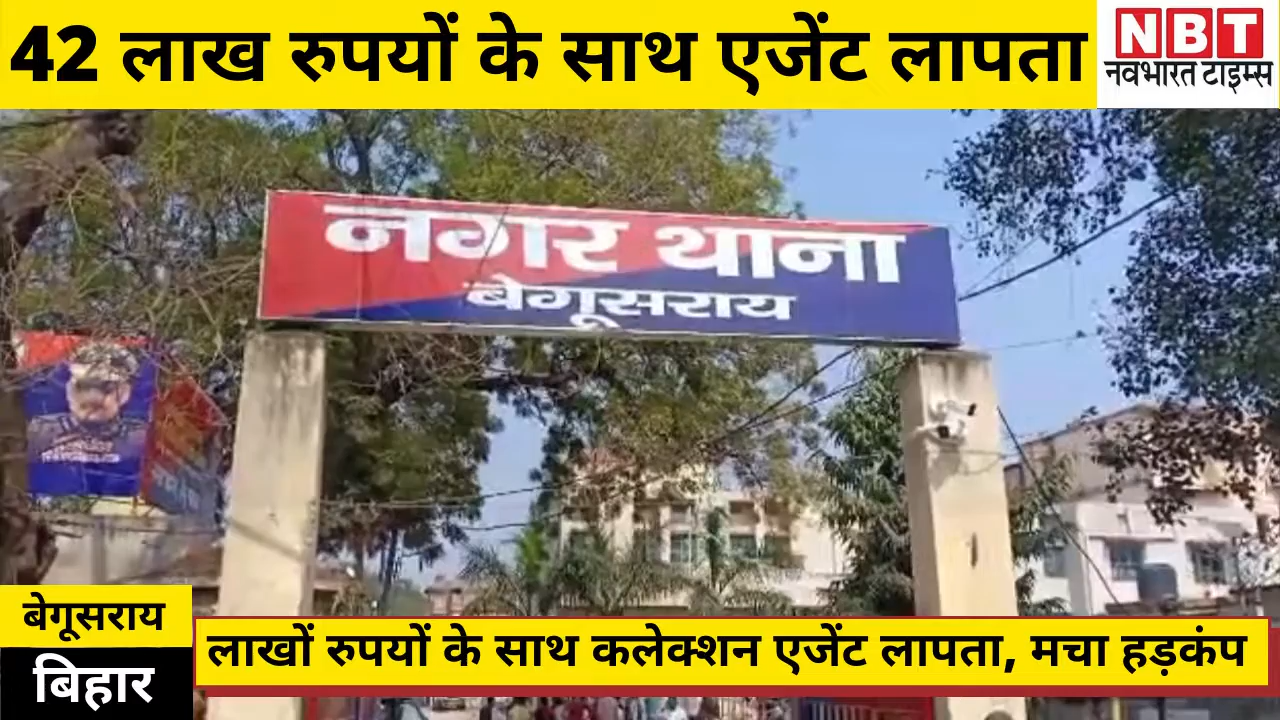 42 लाख रुपयों के साथ एजेंट लापता
NBT
नवभारत टाइम्स
नगर थाना
बेगूसराय
बेगूसराय
बिहार
लाखों रुपयों के साथ कलेक्शन एजेंट लापता, मचा हड़कंप